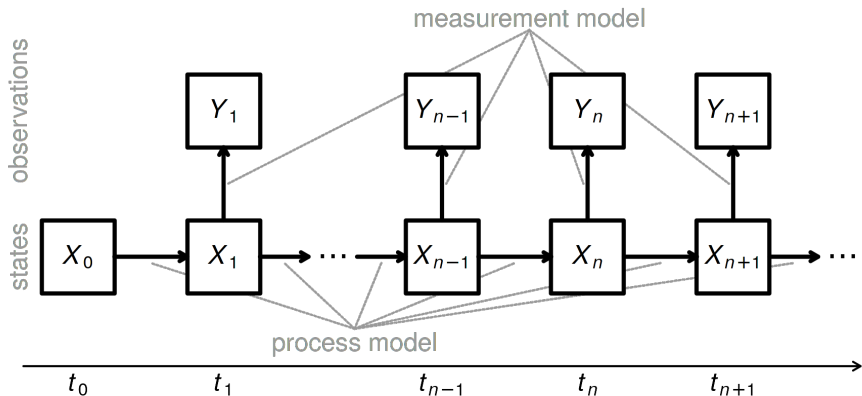 measurement model
observations
Y₁ Yₙ₋₁ Yₙ Yₙ₊₁
states
X₀ X₁ ⋯ Xₙ₋₁ Xₙ Xₙ₊₁ ⋯
process model
t₀ t₁ tₙ₋₁ tₙ tₙ₊₁